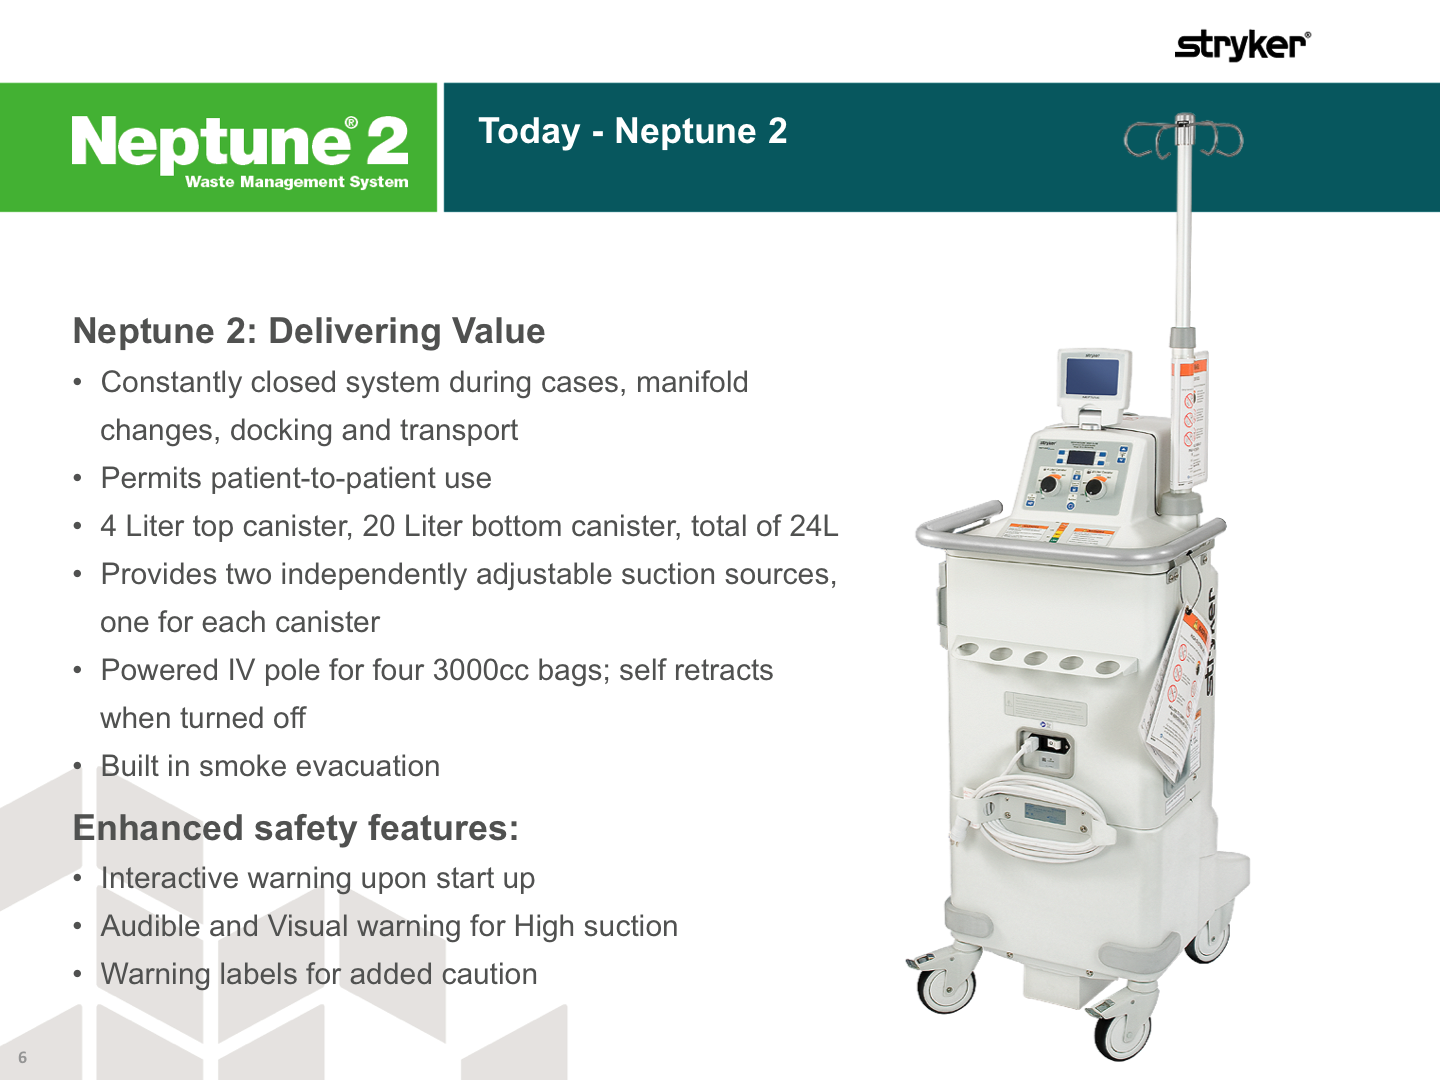 stryker®
Neptune® 2
Waste Management System
Today - Neptune 2
Neptune 2: Delivering Value
• Constantly closed system during cases, manifold
changes, docking and transport
• Permits patient-to-patient use
• 4 Liter top canister, 20 Liter bottom canister, total of 24L
• Provides two independently adjustable suction sources,
one for each canister
• Powered IV pole for four 3000cc bags; self retracts
when turned off
• Built in smoke evacuation
Enhanced safety features:
• Interactive warning upon start up
• Audible and Visual warning for High suction
• Warning labels for added caution
6
stryker
stryker
stryker